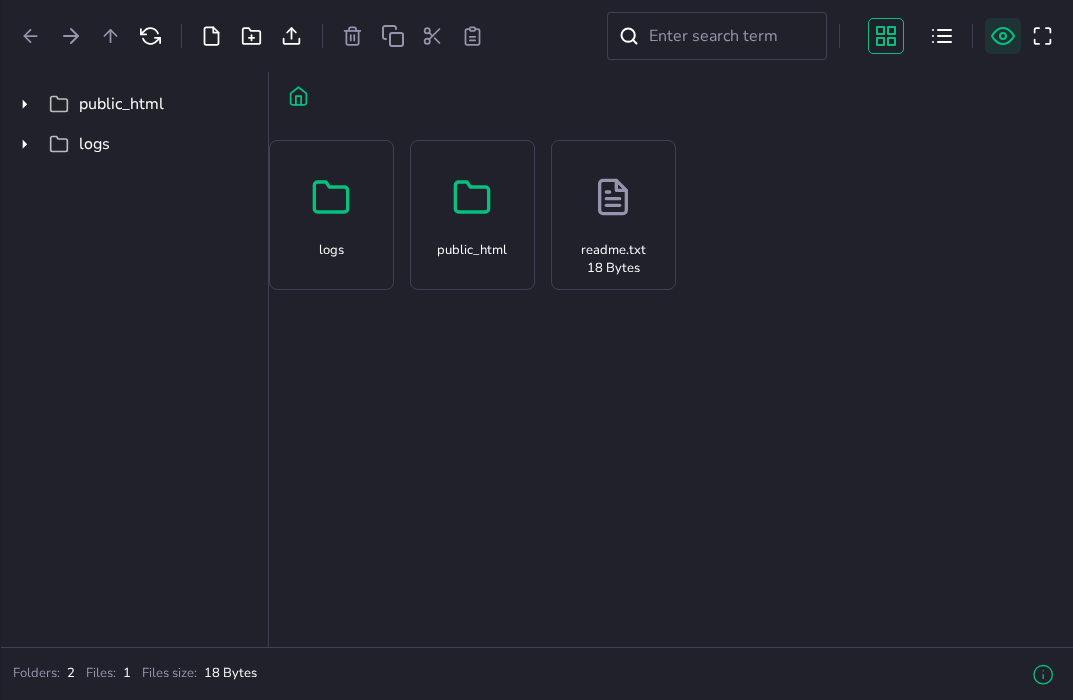 Enter search term
public_html
logs
logs
public_html
readme.txt
18 Bytes
Folders: 2 Files: 1 Files size: 18 Bytes